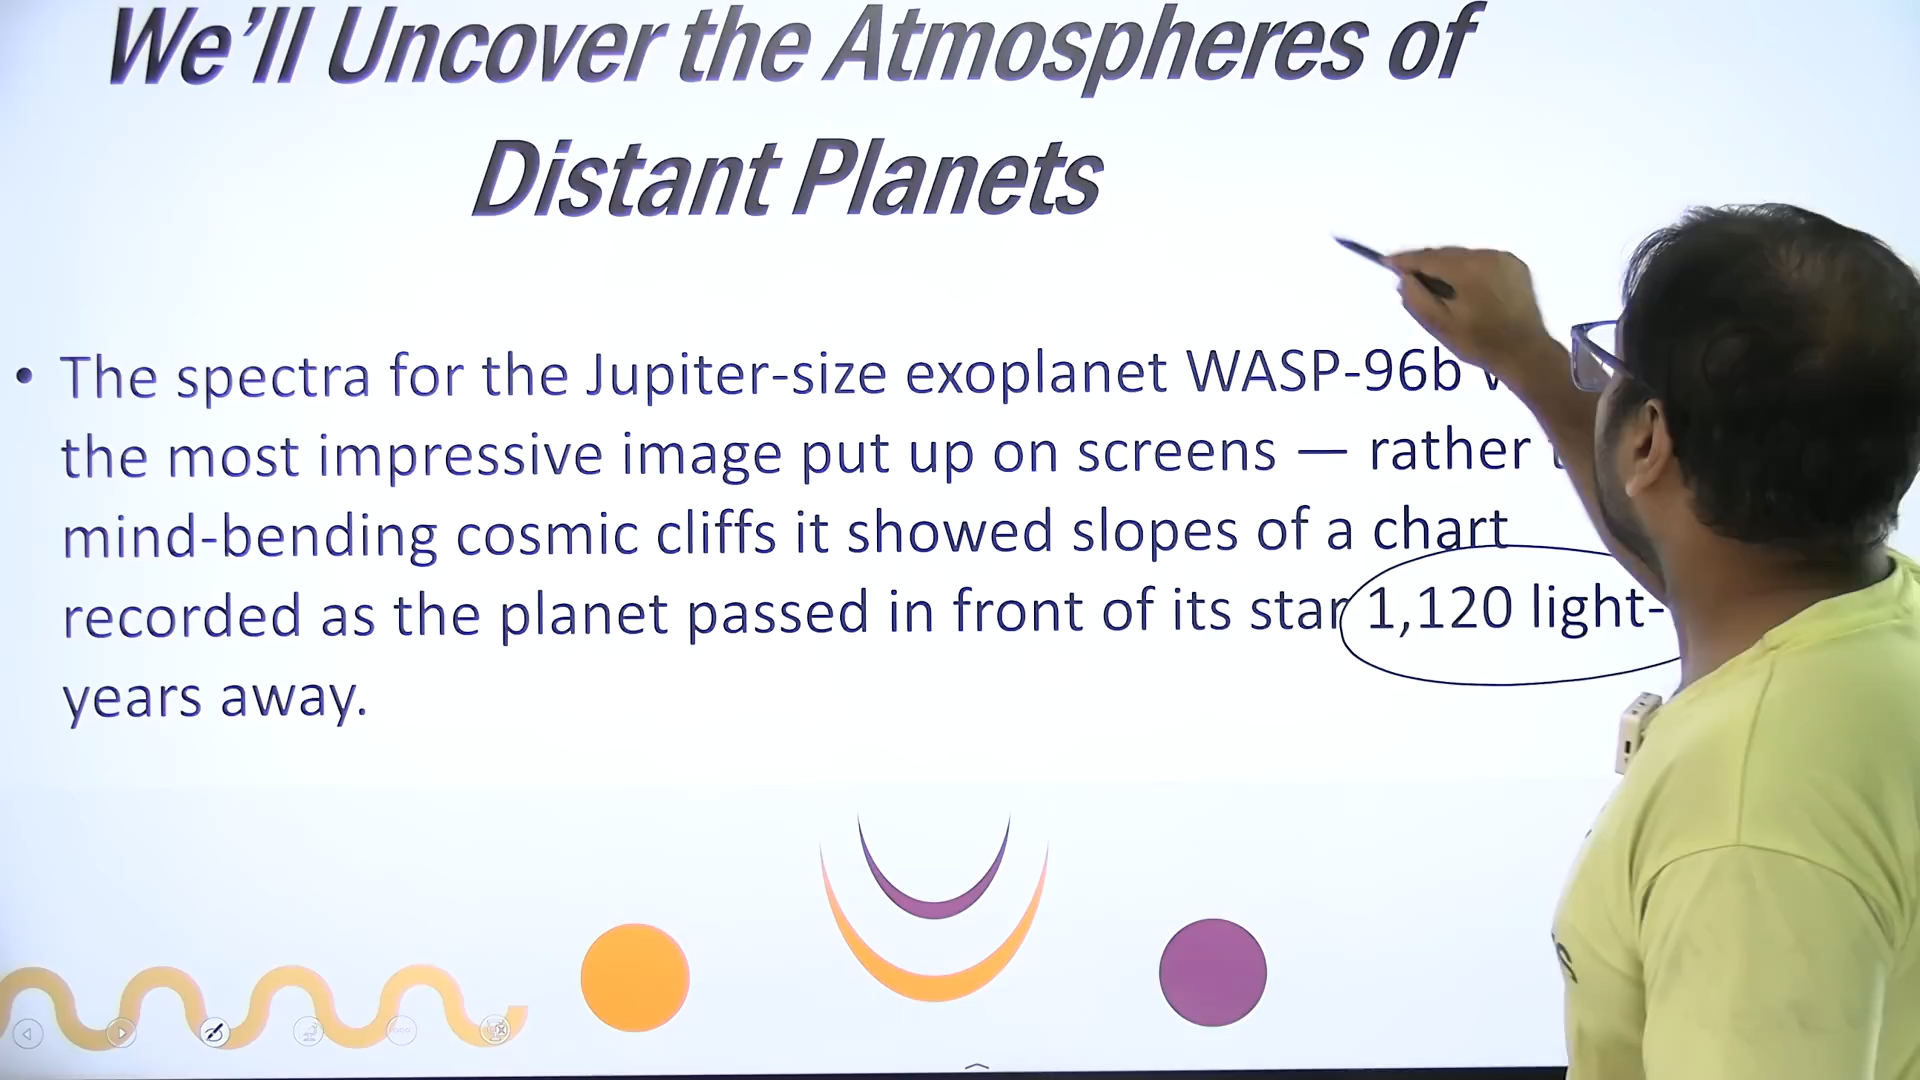 We'll Uncover the Atmospheres of
Distant Planets
• The spectra for the Jupiter-size exoplanet WASP-96b
the most impressive image put up on screens — rather
mind-bending cosmic cliffs it showed slopes of a chart
recorded as the planet passed in front of its star 1,120 light-
years away.